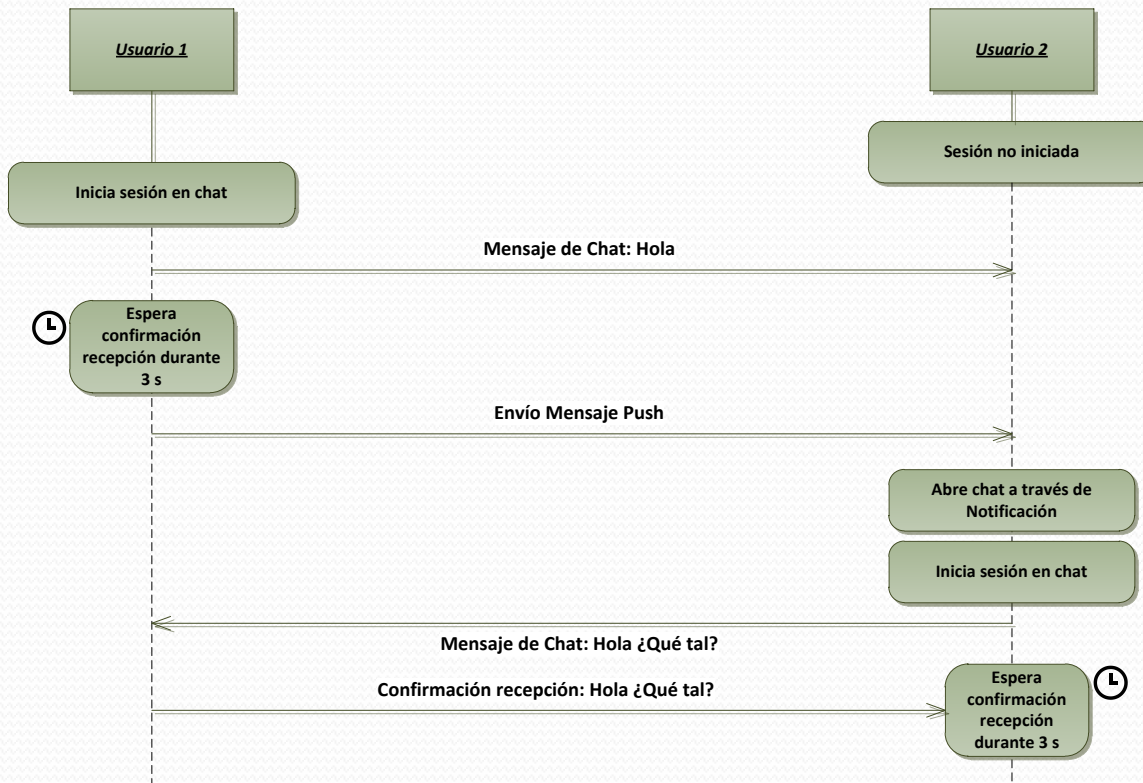 Usuario 1
Usuario 2
Sesión no iniciada
Inicia sesión en chat
Mensaje de Chat: Hola
Espera
confirmación
recepción durante
3 s
Envío Mensaje Push
Abre chat a través de
Notificación
Inicia sesión en chat
Mensaje de Chat: Hola ¿Qué tal?
Confirmación recepción: Hola ¿Qué tal?
Espera
confirmación
recepción
durante 3 s